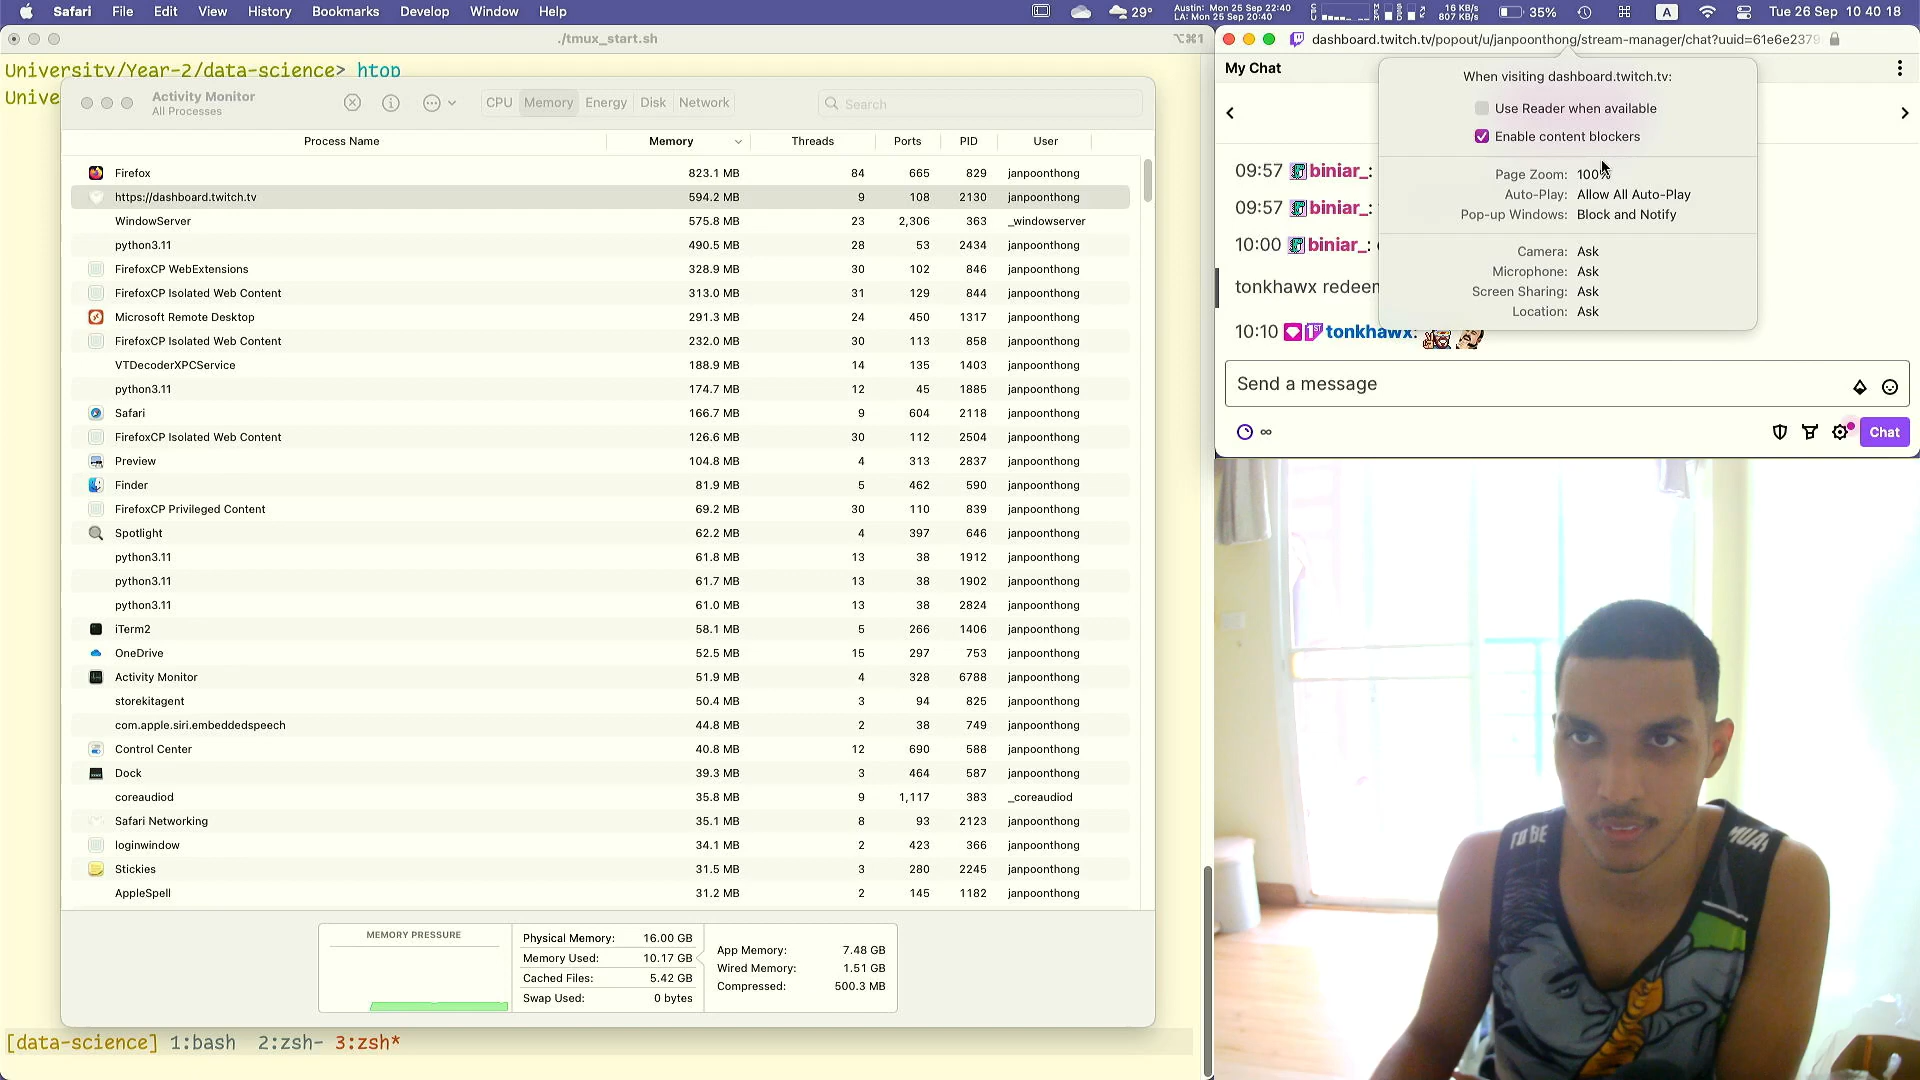 Safari File Edit View History Bookmarks Develop Window Help
29°
Austin: Mon 25 Sep 22:40
LA: Mon 25 Sep 20:40
16 KB/s
807 KB/s
35%
A
Tue 26 Sep 10 40 18
./tmux_start.sh
⌥⌘1
University/Year-2/data-science> htop
Unive
Activity Monitor
All Processes
CPU Memory Energy Disk Network
Search
Process Name Memory Threads Ports PID User
Firefox 823.1 MB 84 665 829 janpoonthong
https://dashboard.twitch.tv 594.2 MB 9 108 2130 janpoonthong
WindowServer 575.8 MB 23 2,306 363 _windowserver
python3.11 490.5 MB 28 53 2434 janpoonthong
FirefoxCP WebExtensions 328.9 MB 30 102 846 janpoonthong
FirefoxCP Isolated Web Content 313.0 MB 31 129 844 janpoonthong
Microsoft Remote Desktop 291.3 MB 24 450 1317 janpoonthong
FirefoxCP Isolated Web Content 232.0 MB 30 113 858 janpoonthong
VTDecoderXPCService 188.9 MB 14 135 1403 janpoonthong
python3.11 174.7 MB 12 45 1885 janpoonthong
Safari 166.7 MB 9 604 2118 janpoonthong
FirefoxCP Isolated Web Content 126.6 MB 30 112 2504 janpoonthong
Preview 104.8 MB 4 313 2837 janpoonthong
Finder 81.9 MB 5 462 590 janpoonthong
FirefoxCP Privileged Content 69.2 MB 30 110 839 janpoonthong
Spotlight 62.2 MB 4 397 646 janpoonthong
python3.11 61.8 MB 13 38 1912 janpoonthong
python3.11 61.7 MB 13 38 1902 janpoonthong
python3.11 61.0 MB 13 38 2824 janpoonthong
iTerm2 58.1 MB 5 266 1406 janpoonthong
OneDrive 52.5 MB 15 297 753 janpoonthong
Activity Monitor 51.9 MB 4 328 6788 janpoonthong
storekitagent 50.4 MB 3 94 825 janpoonthong
com.apple.siri.embeddedspeech 44.8 MB 2 38 749 janpoonthong
Control Center 40.8 MB 12 690 588 janpoonthong
Dock 39.3 MB 3 464 587 janpoonthong
coreaudiod 35.8 MB 9 1,117 383 _coreaudiod
Safari Networking 35.1 MB 8 93 2123 janpoonthong
loginwindow 34.1 MB 2 423 366 janpoonthong
Stickies 31.5 MB 3 280 2245 janpoonthong
AppleSpell 31.2 MB 2 145 1182 janpoonthong
MEMORY PRESSURE
Physical Memory: 16.00 GB
Memory Used: 10.17 GB
Cached Files: 5.42 GB
Swap Used: 0 bytes
App Memory: 7.48 GB
Wired Memory: 1.51 GB
Compressed: 500.3 MB
[data-science] 1:bash 2:zsh- 3:zsh*
dashboard.twitch.tv/popout/u/janpoonthong/stream-manager/chat?uuid=61e6e2379
My Chat
When visiting dashboard.twitch.tv:
Use Reader when available
Enable content blockers
Page Zoom: 100%
Auto-Play: Allow All Auto-Play
Pop-up Windows: Block and Notify
Camera: Ask
Microphone: Ask
Screen Sharing: Ask
Location: Ask
09:57 biniar_:
09:57 biniar_:
10:00 biniar_:
tonkhawx redeem
10:10 tonkhawx:
Send a message
∞
Chat
TO BE
MUAY